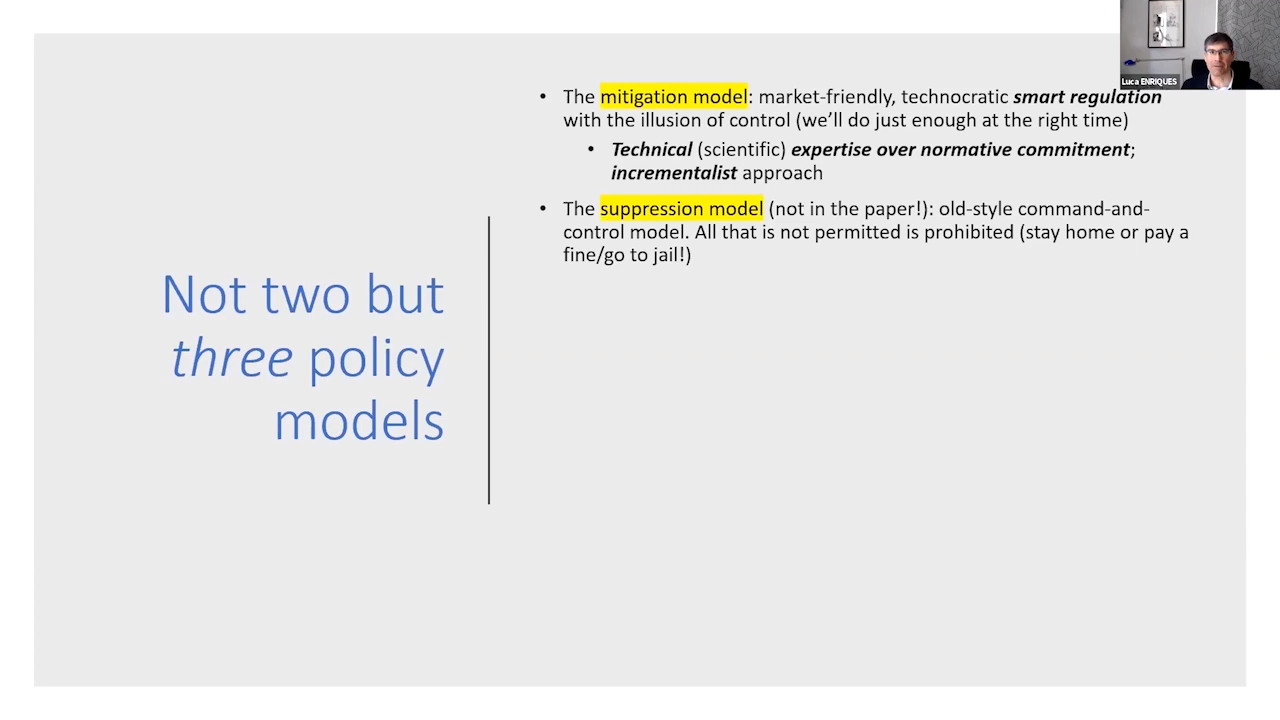 Luca ENRIQUES
Not two but
three policy
models
• The mitigation model: market-friendly, technocratic smart regulation
with the illusion of control (we’ll do just enough at the right time)
• Technical (scientific) expertise over normative commitment;
incrementalist approach
• The suppression model (not in the paper!): old-style command-and-
control model. All that is not permitted is prohibited (stay home or pay a
fine/go to jail!)